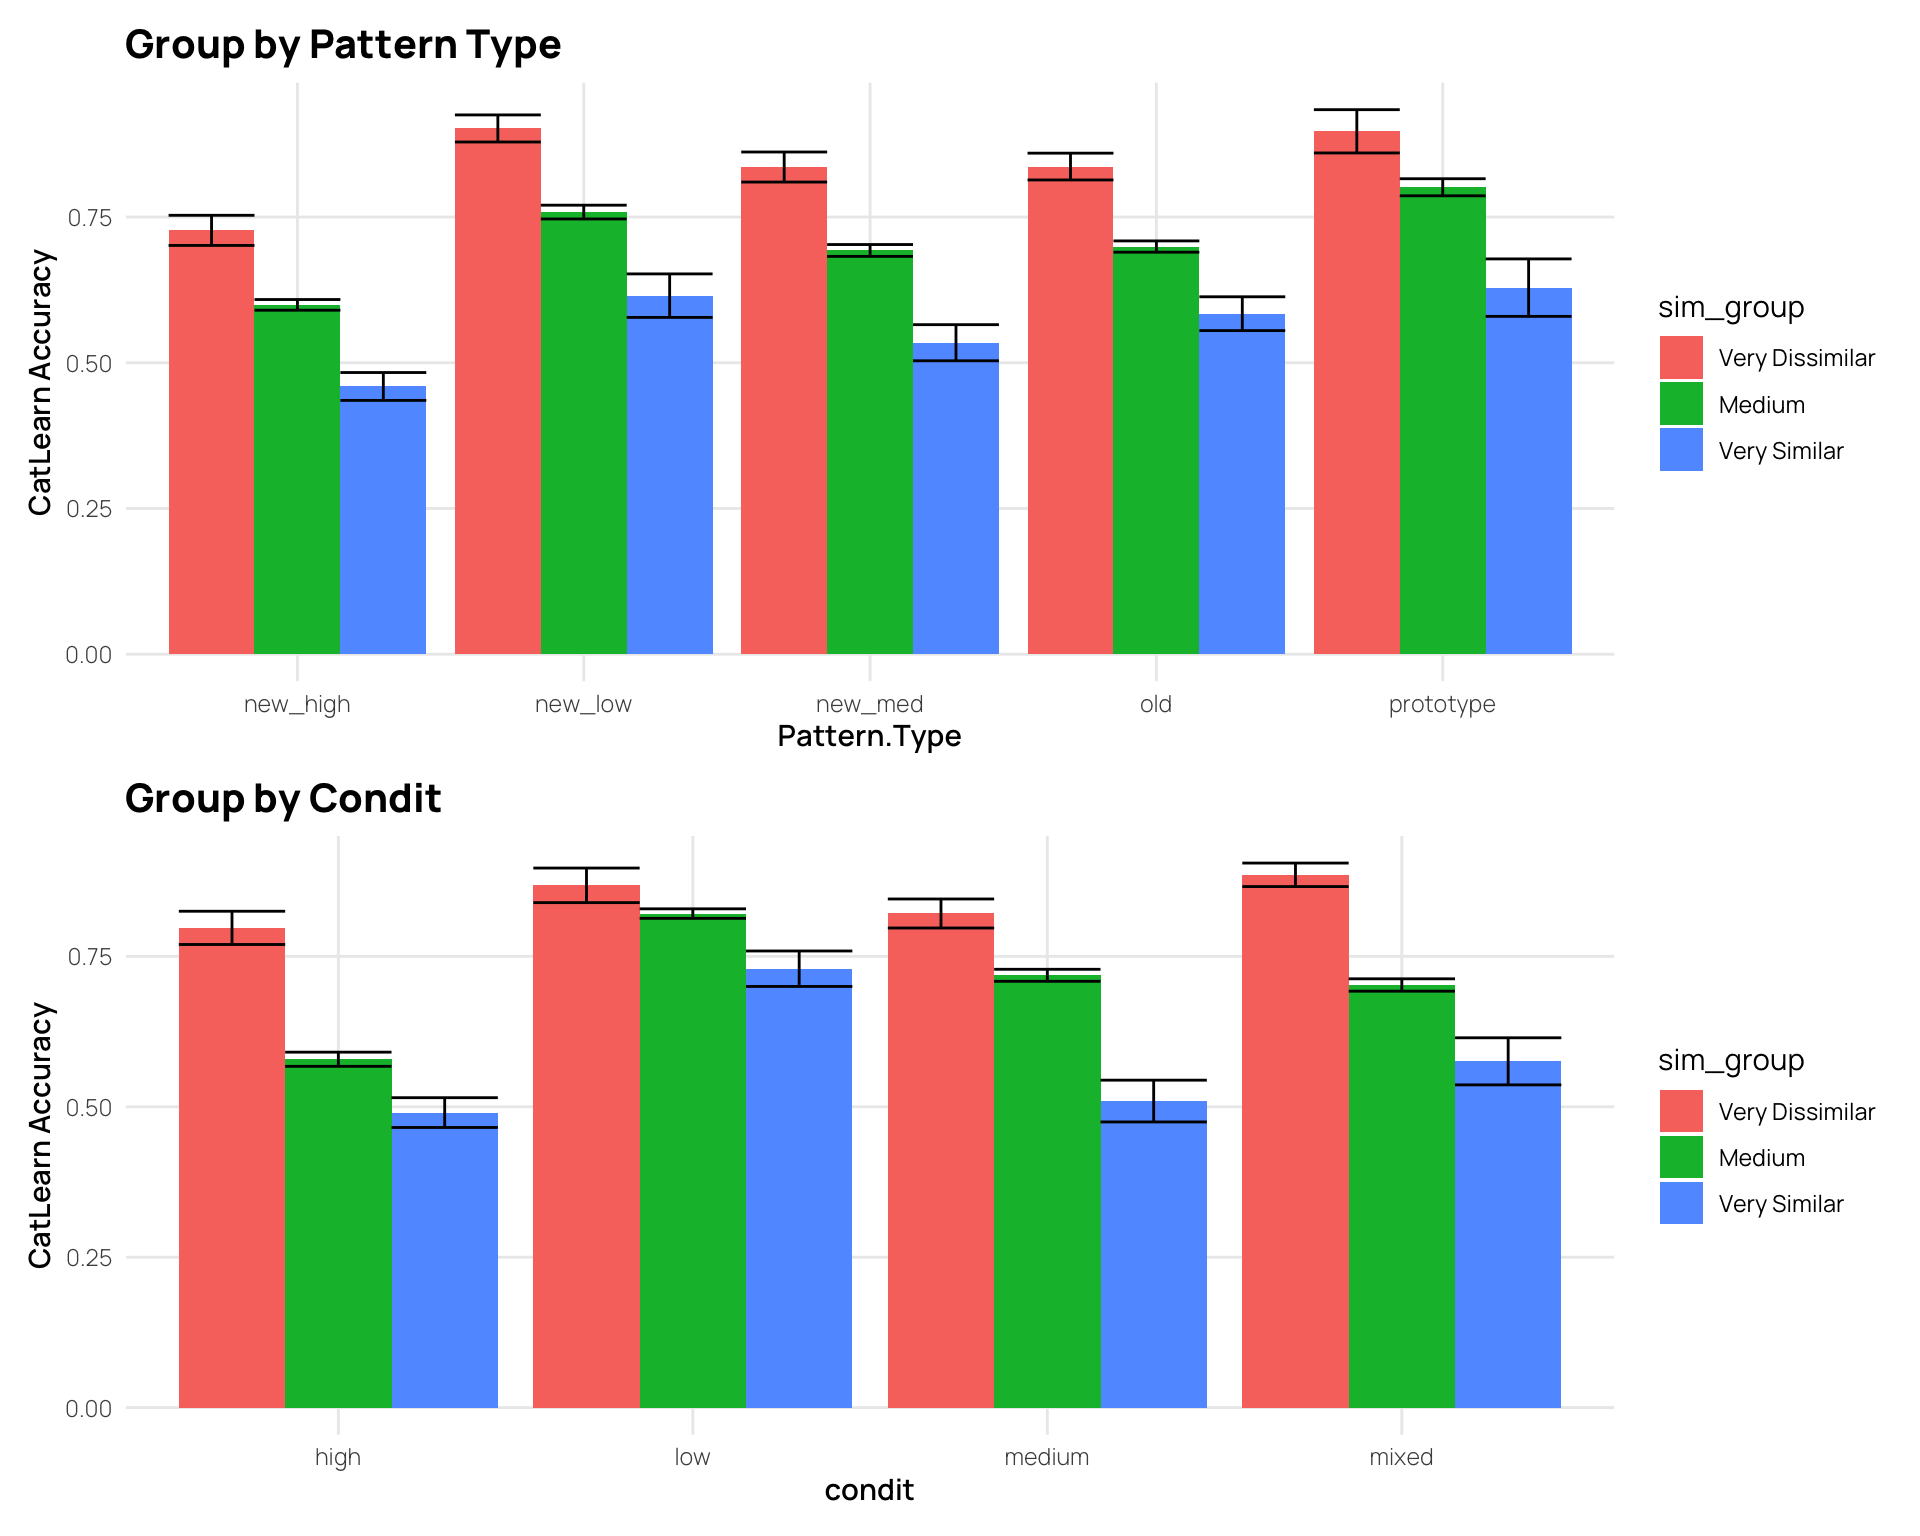 Group by Pattern Type
CatLearn Accuracy
0.75
0.50
0.25
0.00
new_high new_low new_med old prototype
Pattern.Type
sim_group
Very Dissimilar
Medium
Very Similar
Group by Condit
CatLearn Accuracy
0.75
0.50
0.25
0.00
high low medium mixed
condit
sim_group
Very Dissimilar
Medium
Very Similar